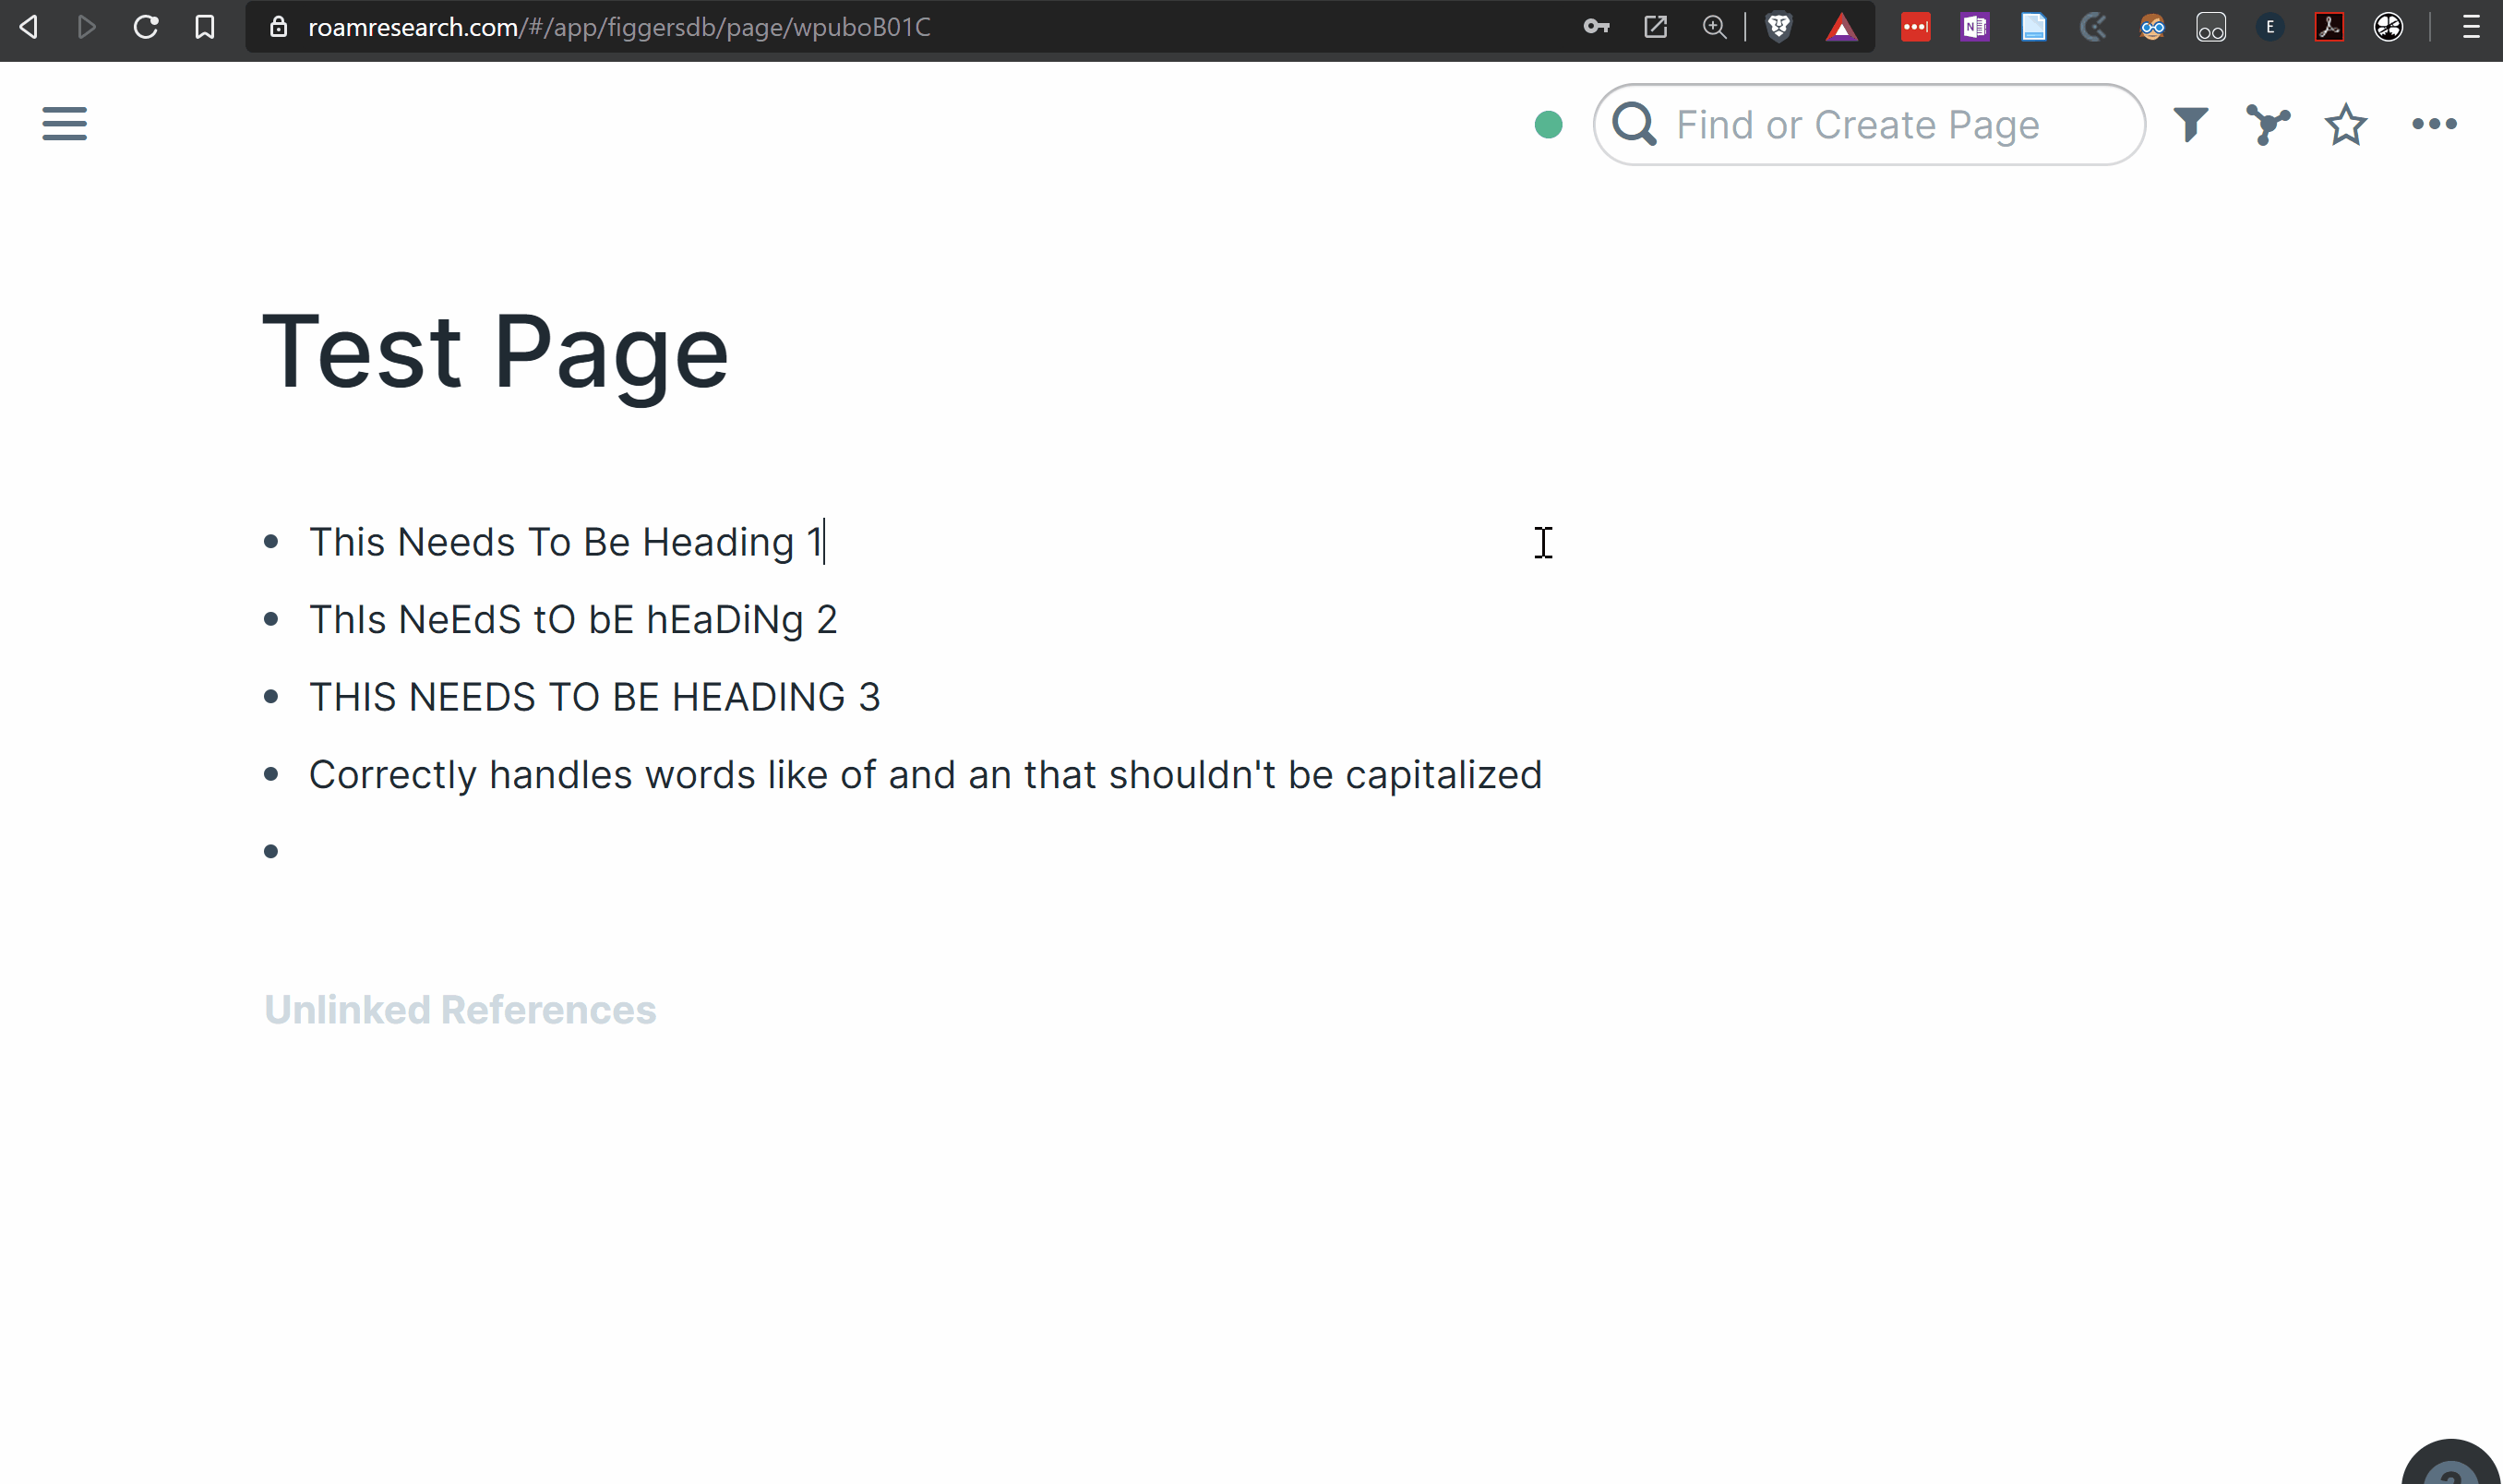 roamresearch.com/#/app/figgersdb/page/wpuboB01C
Find or Create Page
Test Page
This Needs To Be Heading 1
ThIs NeEdS tO bE hEaDiNg 2
THIS NEEDS TO BE HEADING 3
Correctly handles words like of and an that shouldn't be capitalized
Unlinked References